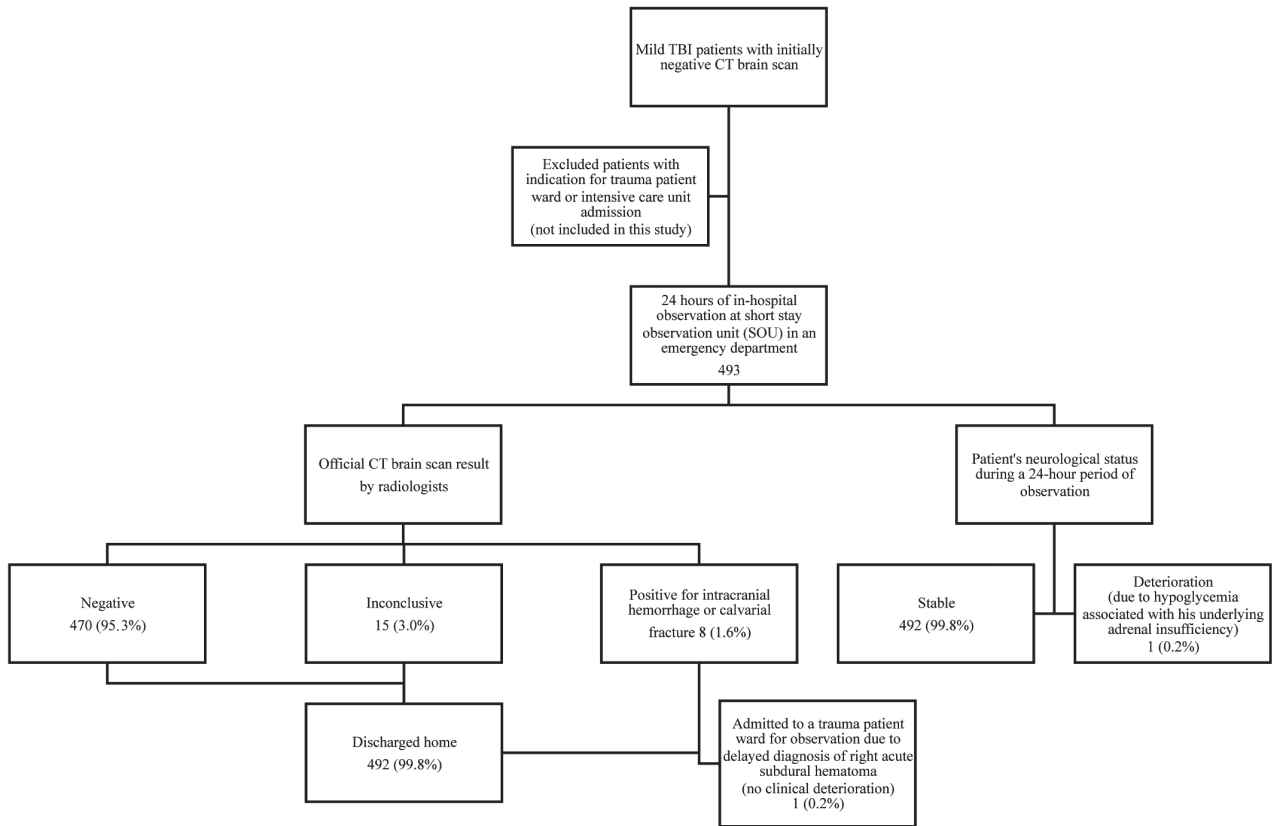 Mild TBI patients with initially
negative CT brain scan
Excluded patients with
indication for trauma patient
ward or intensive care unit
admission
(not included in this study)
24 hours of in-hospital
observation at short stay
observation unit (SOU) in an
emergency department
493
Official CT brain scan result
by radiologists
Patient's neurological status
during a 24-hour period of
observation
Negative
470 (95.3%)
Inconclusive
15 (3.0%)
Positive for intracranial
hemorrhage or calvarial
fracture 8 (1.6%)
Stable
492 (99.8%)
Deterioration
(due to hypoglycemia
associated with his underlying
adrenal insufficiency)
1 (0.2%)
Discharged home
492 (99.8%)
Admitted to a trauma patient
ward for observation due to
delayed diagnosis of right acute
subdural hematoma
(no clinical deterioration)
1 (0.2%)